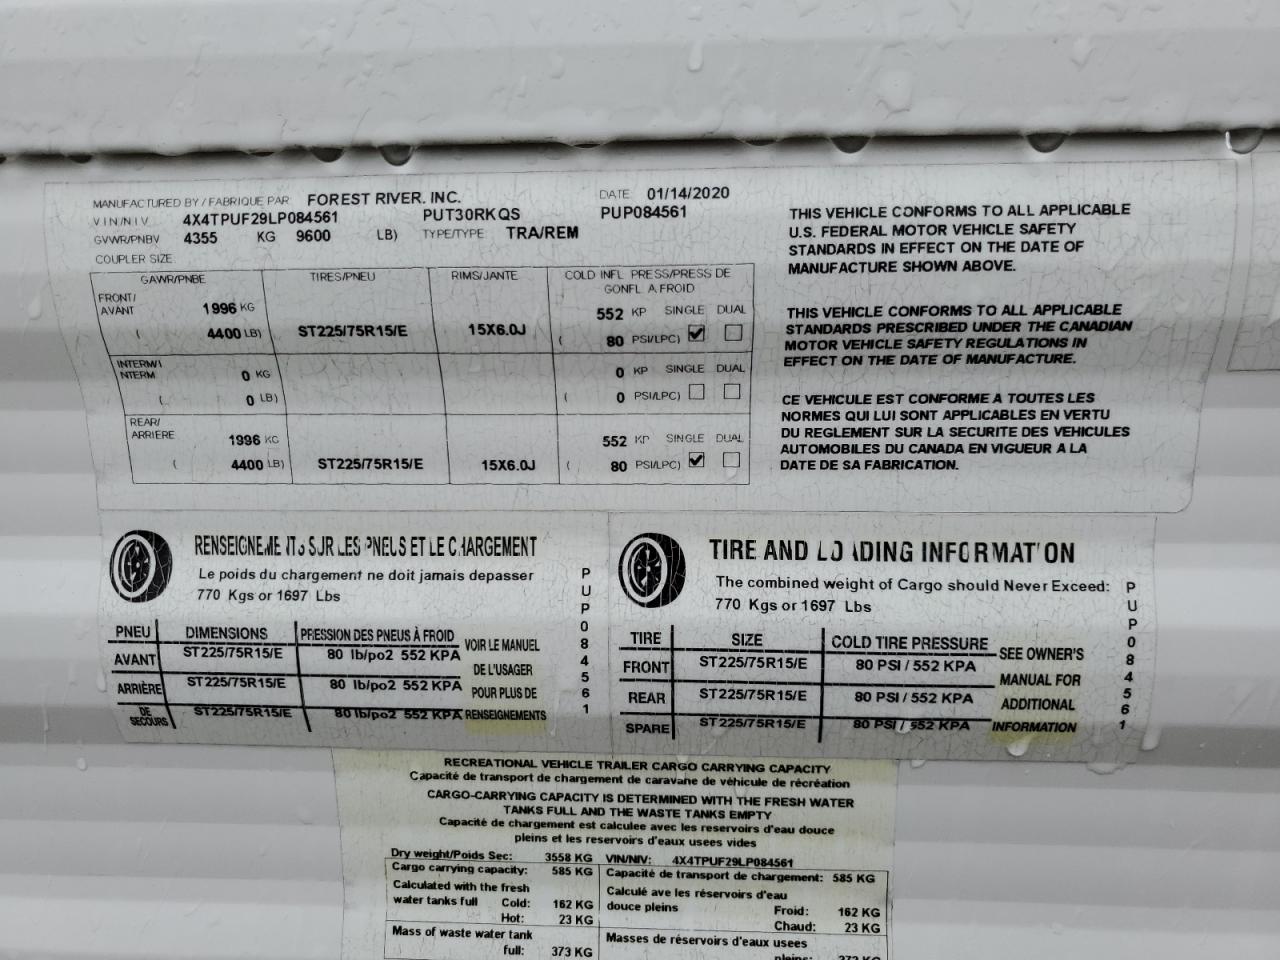 MANUFACTURED BY / FABRIQUE PAR FOREST RIVER. INC. DATE 01/14/2020
VIN/NIV 4X4TPUF29LP084561 PUT30RKQS PUP084561
GVWR/PNBV 4355 KG 9600 LB) TYPE/TYPE TRA/REM
COUPLER SIZE
GAWR/PNBE TIRES/PNEU RIMS/JANTE COLD INFL PRESS/PRESS DE
GONFL A FROID
FRONT/
AVANT 1996 KG 552 KP SINGLE DUAL
( 4400 LB) ST225/75R15/E 15X6.0J ( 80 PSI/LPC)
INTERM/I
NTERM 0 KG 0 KP SINGLE DUAL
( 0 LB) ( 0 PSI/LPC)
REAR/
ARRIERE 1996 KG 552 KP SINGLE DUAL
( 4400 LB) ST225/75R15/E 15X6.0J ( 80 PSI/LPC)
THIS VEHICLE CONFORMS TO ALL APPLICABLE
U.S. FEDERAL MOTOR VEHICLE SAFETY
STANDARDS IN EFFECT ON THE DATE OF
MANUFACTURE SHOWN ABOVE.
THIS VEHICLE CONFORMS TO ALL APPLICABLE
STANDARDS PRESCRIBED UNDER THE CANADIAN
MOTOR VEHICLE SAFETY REGULATIONS IN
EFFECT ON THE DATE OF MANUFACTURE.
CE VEHICULE EST CONFORME A TOUTES LES
NORMES QUI LUI SONT APPLICABLES EN VERTU
DU REGLEMENT SUR LA SECURITE DES VEHICULES
AUTOMOBILES DU CANADA EN VIGUEUR A LA
DATE DE SA FABRICATION.
RENSEIGNEMENTS SUR LES PNEUS ET LE CHARGEMENT
Le poids du chargement ne doit jamais depasser
770 Kgs or 1697 Lbs
PNEU DIMENSIONS PRESSION DES PNEUS À FROID
AVANT ST225/75R15/E 80 lb/po2 552 KPA
ARRIÈRE ST225/75R15/E 80 lb/po2 552 KPA
DE
SECOURS ST225/75R15/E 80 lb/po2 552 KPA
VOIR LE MANUEL
DE L'USAGER
POUR PLUS DE
RENSEIGNEMENTS
PUP084561
TIRE AND LOADING INFORMATION
The combined weight of Cargo should Never Exceed:
770 Kgs or 1697 Lbs
TIRE SIZE COLD TIRE PRESSURE
FRONT ST225/75R15/E 80 PSI / 552 KPA
REAR ST225/75R15/E 80 PSI / 552 KPA
SPARE ST225/75R15/E 80 PSI / 552 KPA
SEE OWNER'S
MANUAL FOR
ADDITIONAL
INFORMATION
PUP084561
RECREATIONAL VEHICLE TRAILER CARGO CARRYING CAPACITY
Capacité de transport de chargement de caravane de véhicule de récréation
CARGO-CARRYING CAPACITY IS DETERMINED WITH THE FRESH WATER
TANKS FULL AND THE WASTE TANKS EMPTY
Capacité de chargement est calculee avec les reservoirs d'eau douce
pleins et les reservoirs d'eaux usees vides
Dry weight/Poids Sec: 3558 KG VIN/NIV: 4X4TPUF29LP084561
Cargo carrying capacity: 585 KG
Calculated with the fresh
water tanks full Cold: 162 KG
Hot: 23 KG
Mass of waste water tank
full: 373 KG
Capacité de transport de chargement: 585 KG
Calculé ave les réservoirs d'eau
douce pleins Froid: 162 KG
Chaud: 23 KG
Masses de réservoirs d'eaux usees
pleins: 373 KG